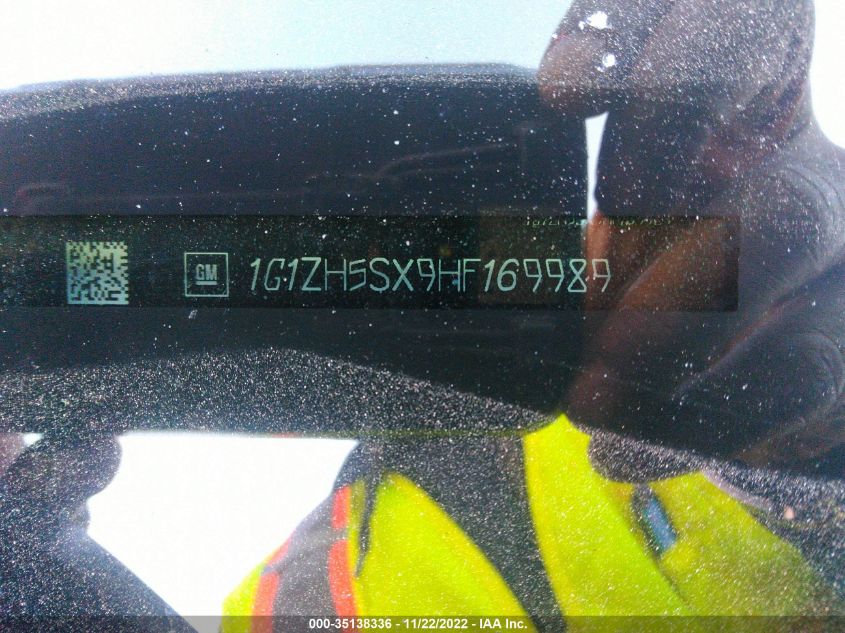 GM 1G1ZH5SX9HF169989
000-35138336 - 11/22/2022 - IAA Inc.